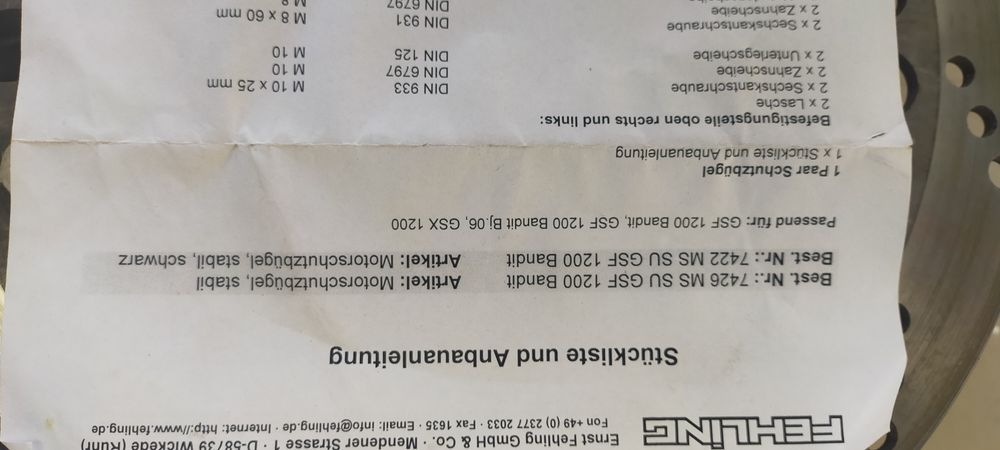 FEHLING
Ernst Fehling GmbH & Co. · Mendener Strasse 1 · D-58739 Wickede (Ruhr)
Fon +49 (0) 2377 2033 · Fax 1635 · Email: info@fehling.de · Internet: http://www.fehling.de
Stückliste und Anbauanleitung
Best. Nr.: 7426 MS SU GSF 1200 Bandit Artikel: Motorschutzbügel, stabil
Best. Nr.: 7422 MS SU GSF 1200 Bandit Artikel: Motorschutzbügel, stabil, schwarz
Passend für: GSF 1200 Bandit, GSF 1200 Bandit Bj.06, GSX 1200
1 Paar Schutzbügel
1 x Stückliste und Anbauanleitung
Befestigungsteile oben rechts und links:
2 x Lasche
2 x Sechskantschraube DIN 933 M 10 x 25 mm
2 x Zahnscheibe DIN 6797 M 10
2 x Unterlegscheibe DIN 125 M 10
2 x Sechskantschraube DIN 931 M 8 x 60 mm
2 x Zahnscheibe DIN 6797 M 8